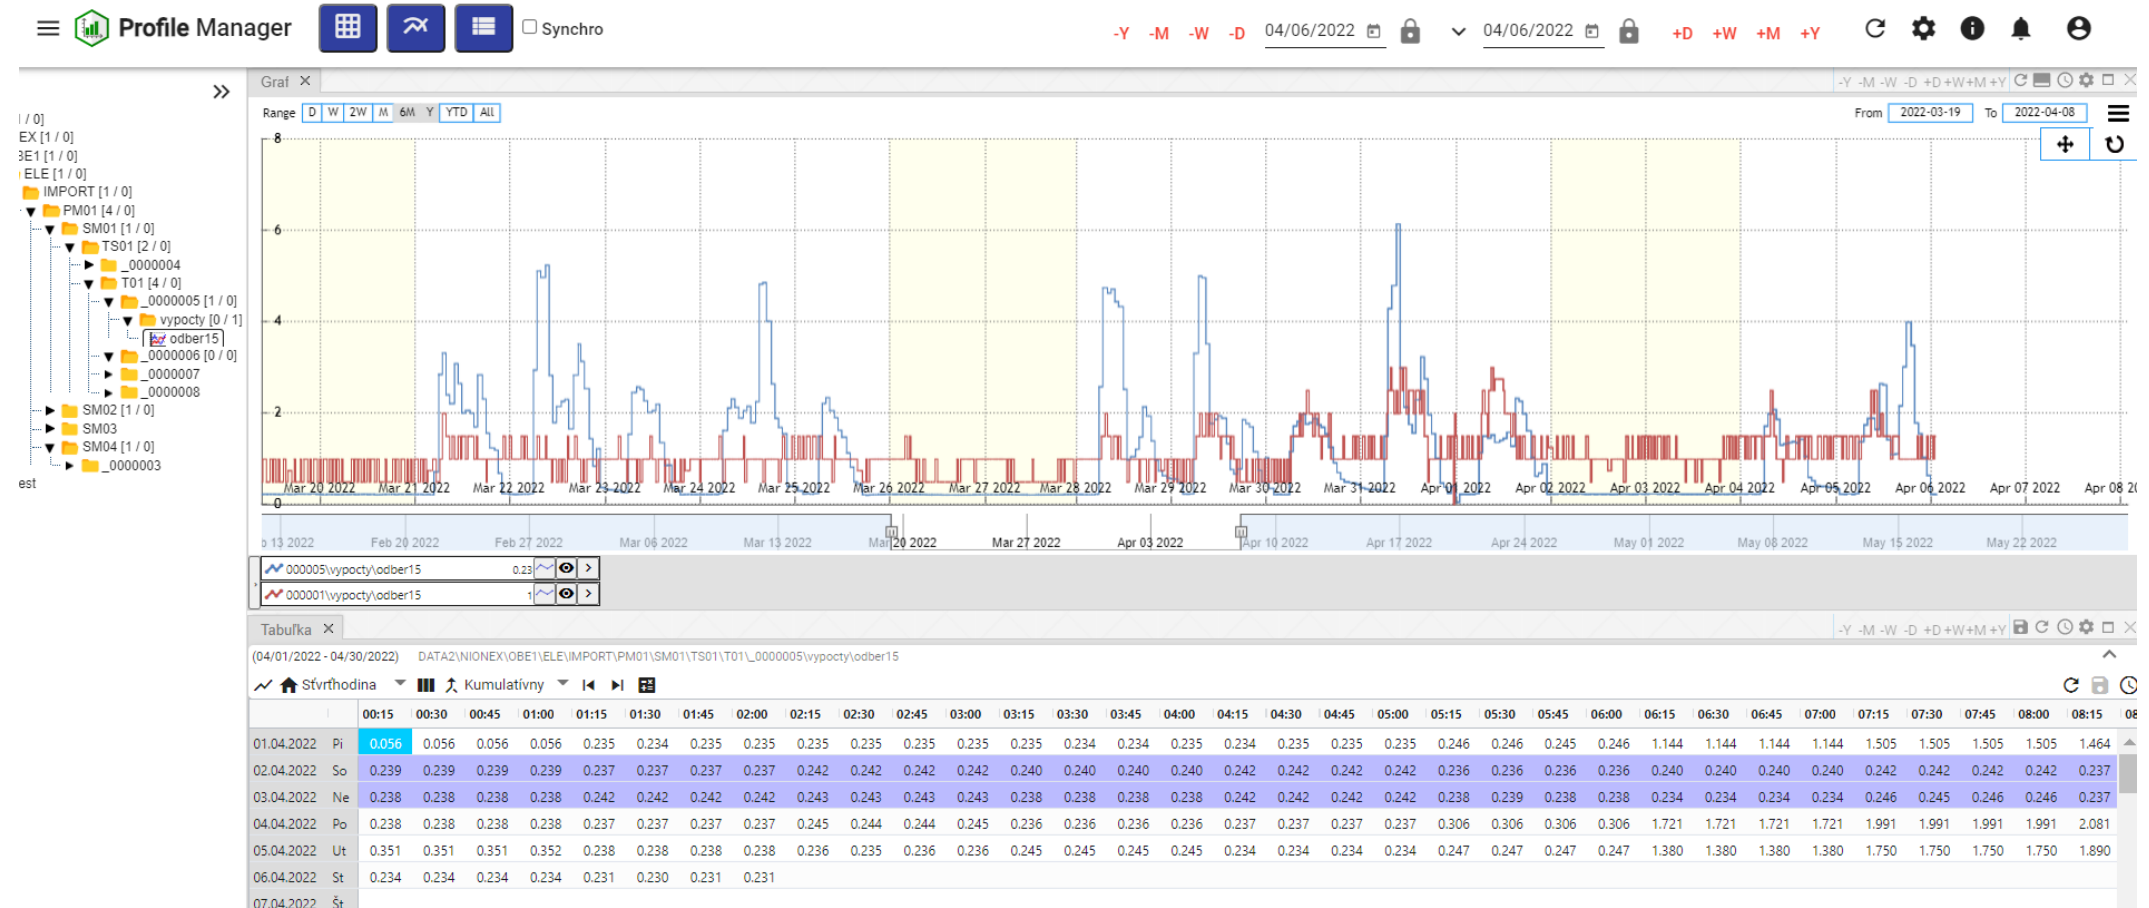 Profile Manager Synchro -Y -M -W -D 04/06/2022 04/06/2022 +D +W +M +Y
Graf -Y -M -W -D +D +W +M +Y
Range D W 2W M 6M Y YTD All From 2022-03-19 To 2022-04-08
1 / 0]
EX [1 / 0]
BE1 [1 / 0]
ELE [1 / 0]
IMPORT [1 / 0]
PM01 [4 / 0]
SM01 [1 / 0]
TS01 [2 / 0]
_0000004
T01 [4 / 0]
_0000005 [1 / 0]
vypocty [0 / 1]
odber15
_0000006 [0 / 0]
_0000007
_0000008
SM02 [1 / 0]
SM03
SM04 [1 / 0]
_0000003
est
8
6
4
2
0
Mar 20 2022 Mar 21 2022 Mar 22 2022 Mar 23 2022 Mar 24 2022 Mar 25 2022 Mar 26 2022 Mar 27 2022 Mar 28 2022 Mar 29 2022 Mar 30 2022 Mar 31 2022 Apr 01 2022 Apr 02 2022 Apr 03 2022 Apr 04 2022 Apr 05 2022 Apr 06 2022 Apr 07 2022 Apr 08 20
b 13 2022 Feb 20 2022 Feb 27 2022 Mar 06 2022 Mar 13 2022 Mar 20 2022 Mar 27 2022 Apr 03 2022 Apr 10 2022 Apr 17 2022 Apr 24 2022 May 01 2022 May 08 2022 May 15 2022 May 22 2022
000005\vypocty\odber15 0.23
000001\vypocty\odber15 1
Tabuľka -Y -M -W -D +D +W +M +Y
(04/01/2022 - 04/30/2022) DATA2\NIONEX\OBE1\ELE\IMPORT\PM01\SM01\TS01\T01\_0000005\vypocty\odber15
Štvrťhodina Kumulatívny
00:15 00:30 00:45 01:00 01:15 01:30 01:45 02:00 02:15 02:30 02:45 03:00 03:15 03:30 03:45 04:00 04:15 04:30 04:45 05:00 05:15 05:30 05:45 06:00 06:15 06:30 06:45 07:00 07:15 07:30 07:45 08:00 08:15 08
01.04.2022 Pi 0.056 0.056 0.056 0.056 0.235 0.234 0.235 0.235 0.235 0.235 0.235 0.235 0.235 0.234 0.234 0.235 0.234 0.235 0.235 0.235 0.246 0.246 0.245 0.246 1.144 1.144 1.144 1.144 1.505 1.505 1.505 1.505 1.464
02.04.2022 So 0.239 0.239 0.239 0.239 0.237 0.237 0.237 0.237 0.242 0.242 0.242 0.242 0.240 0.240 0.240 0.240 0.242 0.242 0.242 0.242 0.236 0.236 0.236 0.236 0.240 0.240 0.240 0.240 0.242 0.242 0.242 0.242 0.237
03.04.2022 Ne 0.238 0.238 0.238 0.238 0.242 0.242 0.242 0.242 0.243 0.243 0.243 0.243 0.238 0.238 0.238 0.238 0.242 0.242 0.242 0.242 0.238 0.239 0.238 0.238 0.234 0.234 0.234 0.234 0.246 0.245 0.246 0.246 0.237
04.04.2022 Po 0.238 0.238 0.238 0.238 0.237 0.237 0.237 0.237 0.245 0.244 0.244 0.245 0.236 0.236 0.236 0.236 0.237 0.237 0.237 0.237 0.306 0.306 0.306 0.306 1.721 1.721 1.721 1.721 1.991 1.991 1.991 1.991 2.081
05.04.2022 Ut 0.351 0.351 0.351 0.352 0.238 0.238 0.238 0.238 0.236 0.235 0.236 0.236 0.245 0.245 0.245 0.245 0.234 0.234 0.234 0.234 0.247 0.247 0.247 0.247 1.380 1.380 1.380 1.380 1.750 1.750 1.750 1.750 1.890
06.04.2022 St 0.234 0.234 0.234 0.234 0.231 0.230 0.231 0.231
07.04.2022 Št